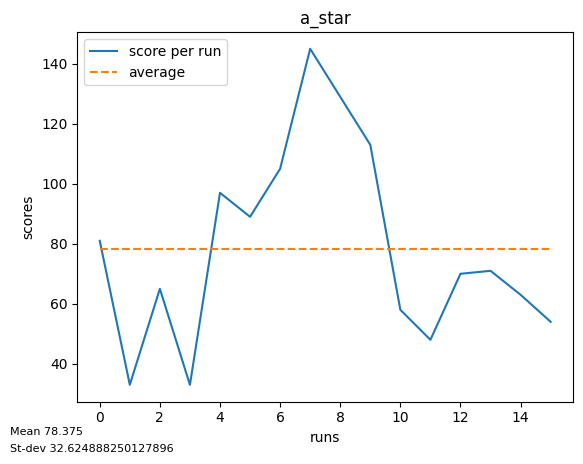 a_star
score per run
average
140
120
100
80
60
40
scores
0 2 4 6 8 10 12 14
runs
Mean 78.375
St-dev 32.624888250127896